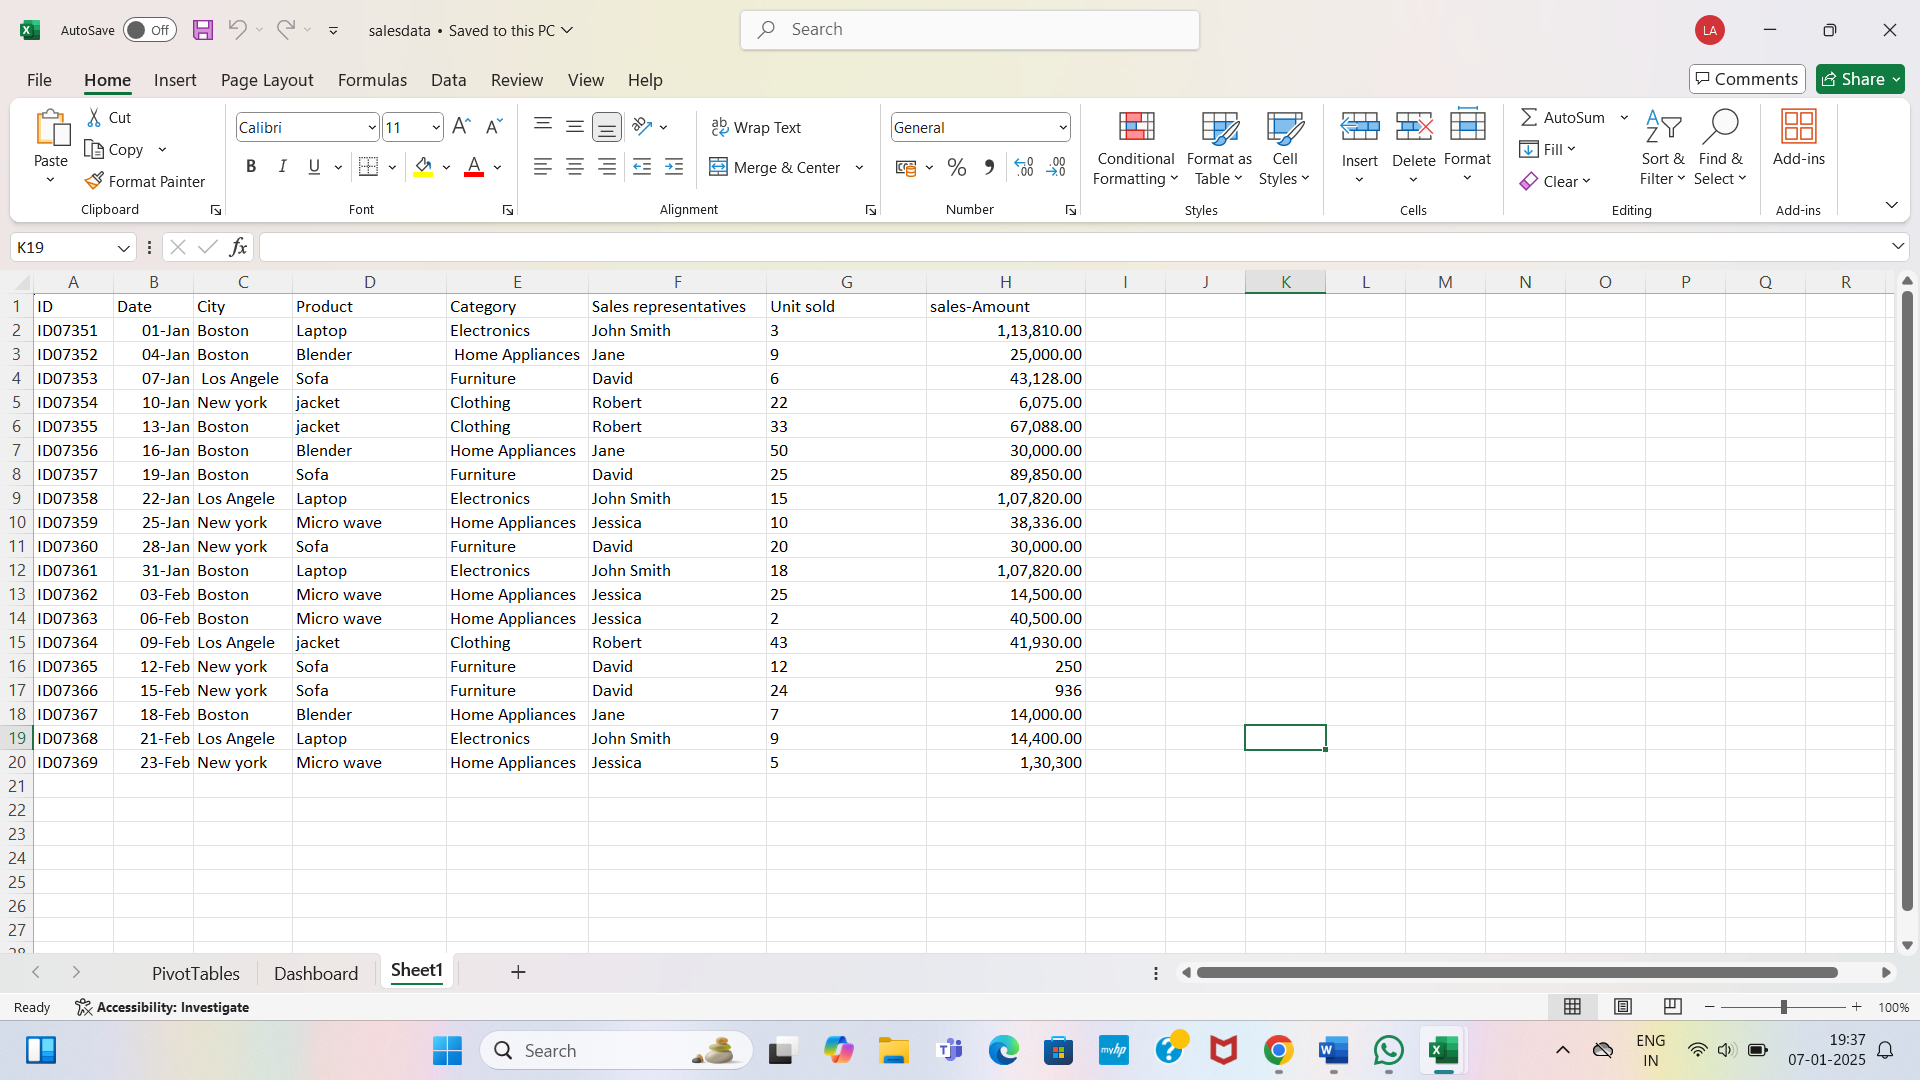 AutoSave Off salesdata • Saved to this PC Search LA
File Home Insert Page Layout Formulas Data Review View Help Comments Share
Paste Cut Copy Format Painter Clipboard
Calibri 11 B I U A Font
ab Wrap Text Merge & Center Alignment
General % Number
Conditional Formatting Format as Table Cell Styles Styles
Insert Delete Format Cells
AutoSum Fill Clear Sort & Filter Find & Select Editing
Add-ins Add-ins
K19 fx
A B C D E F G H I J K L M N O P Q R
1 ID Date City Product Category Sales representatives Unit sold sales-Amount
2 ID07351 01-Jan Boston Laptop Electronics John Smith 3 1,13,810.00
3 ID07352 04-Jan Boston Blender Home Appliances Jane 9 25,000.00
4 ID07353 07-Jan Los Angele Sofa Furniture David 6 43,128.00
5 ID07354 10-Jan New york jacket Clothing Robert 22 6,075.00
6 ID07355 13-Jan Boston jacket Clothing Robert 33 67,088.00
7 ID07356 16-Jan Boston Blender Home Appliances Jane 50 30,000.00
8 ID07357 19-Jan Boston Sofa Furniture David 25 89,850.00
9 ID07358 22-Jan Los Angele Laptop Electronics John Smith 15 1,07,820.00
10 ID07359 25-Jan New york Micro wave Home Appliances Jessica 10 38,336.00
11 ID07360 28-Jan New york Sofa Furniture David 20 30,000.00
12 ID07361 31-Jan Boston Laptop Electronics John Smith 18 1,07,820.00
13 ID07362 03-Feb Boston Micro wave Home Appliances Jessica 25 14,500.00
14 ID07363 06-Feb Boston Micro wave Home Appliances Jessica 2 40,500.00
15 ID07364 09-Feb Los Angele jacket Clothing Robert 43 41,930.00
16 ID07365 12-Feb New york Sofa Furniture David 12 250
17 ID07366 15-Feb New york Sofa Furniture David 24 936
18 ID07367 18-Feb Boston Blender Home Appliances Jane 7 14,000.00
19 ID07368 21-Feb Los Angele Laptop Electronics John Smith 9 14,400.00
20 ID07369 23-Feb New york Micro wave Home Appliances Jessica 5 1,30,300
21
22
23
24
25
26
27
28
PivotTables Dashboard Sheet1
Ready Accessibility: Investigate 100%
Search myhp ENG 19:37
IN 07-01-2025